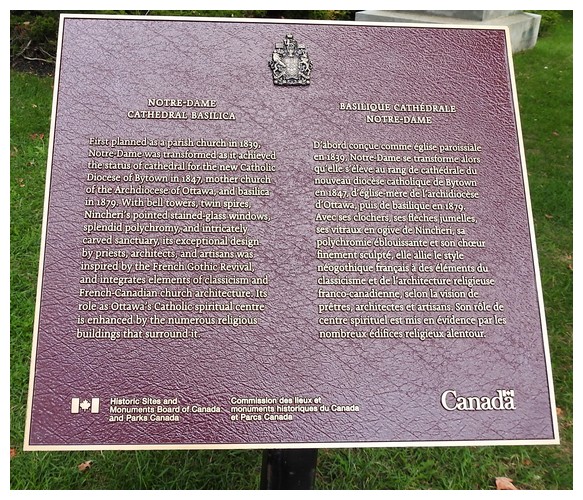 NOTRE-DAME
CATHEDRAL BASILICA
First planned as a parish church in 1839,
Notre-Dame was transformed as it achieved
the status of cathedral for the new Catholic
Diocese of Bytown in 1847, mother church
of the Archdiocese of Ottawa, and basilica
in 1879. With bell towers, twin spires,
Nincheri's pointed stained-glass windows,
splendid polychromy, and intricately
carved sanctuary, its exceptional design
by priests, architects, and artisans was
inspired by the French Gothic Revival,
and integrates elements of classicism and
French-Canadian church architecture. Its
role as Ottawa's Catholic spiritual centre
is enhanced by the numerous religious
buildings that surround it.
BASILIQUE CATHÉDRALE
NOTRE-DAME
D'abord conçue comme église paroissiale
en 1839, Notre-Dame se transforme alors
qu'elle s'élève au rang de cathédrale du
nouveau diocèse catholique de Bytown
en 1847, d'église-mère de l'archidiocèse
d'Ottawa, puis de basilique en 1879.
Avec ses clochers, ses flèches jumelles,
ses vitraux en ogive de Nincheri, sa
polychromie éblouissante et son chœur
finement sculpté, elle allie le style
néogothique français à des éléments du
classicisme et de l'architecture religieuse
franco-canadienne, selon la vision de
prêtres, architectes et artisans. Son rôle de
centre spirituel est mis en évidence par les
nombreux édifices religieux alentour.
Historic Sites and
Monuments Board of Canada
and Parks Canada
Commission des lieux et
monuments historiques du Canada
et Parcs Canada
Canada